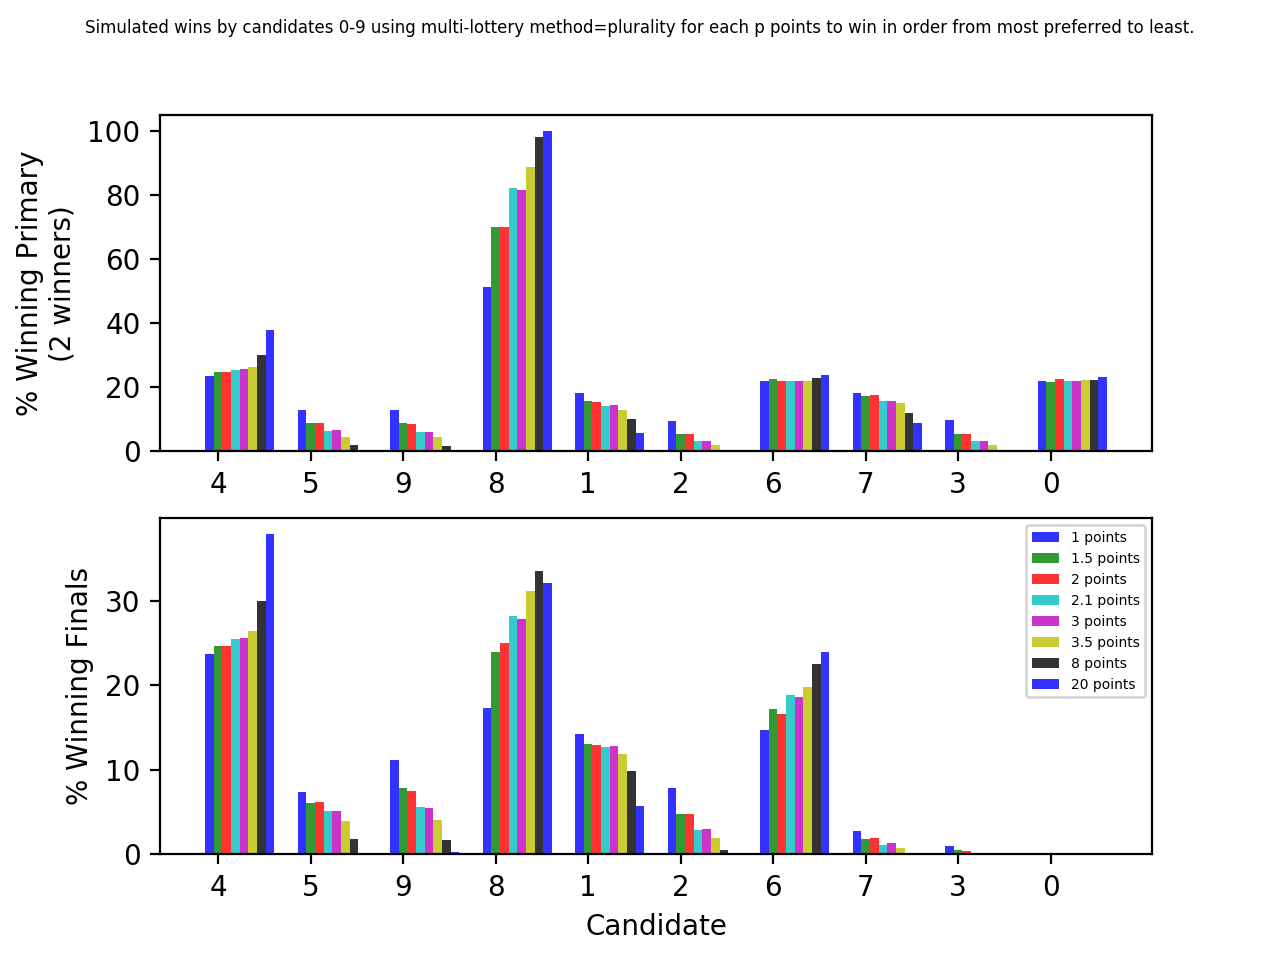 Simulated wins by candidates 0-9 using multi-lottery method=plurality for each p points to win in order from most preferred to least.
% Winning Primary
(2 winners)
100
80
60
40
20
0
4 5 9 8 1 2 6 7 3 0
% Winning Finals
30
20
10
0
1 points
1.5 points
2 points
2.1 points
3 points
3.5 points
8 points
20 points
4 5 9 8 1 2 6 7 3 0
Candidate